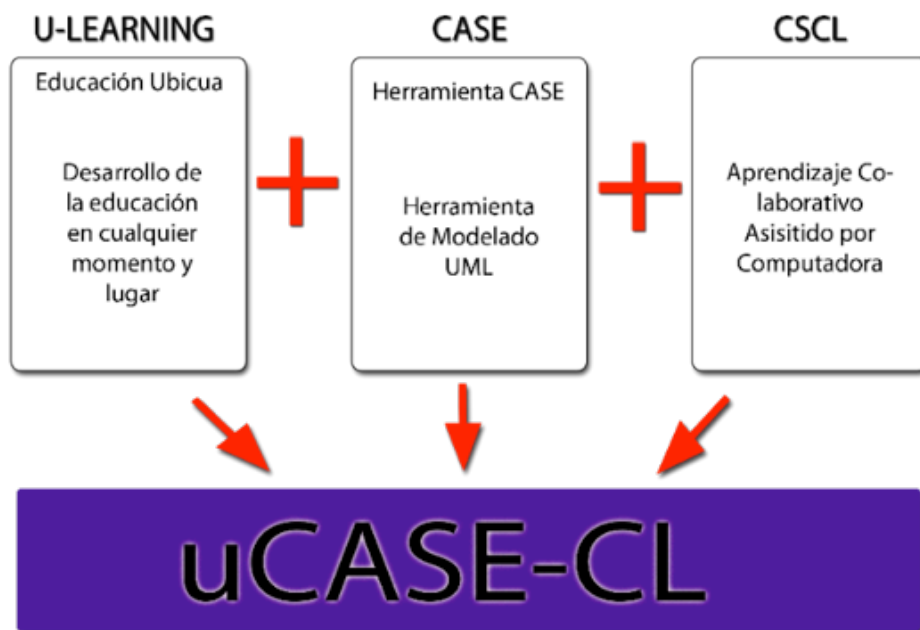 U-LEARNING
Educación Ubicua
Desarrollo de
la educación
en cualquier
momento y
lugar
CASE
Herramienta CASE
Herramienta
de Modelado
UML
CSCL
Aprendizaje Co-
laborativo
Asisitido por
Computadora
uCASE-CL